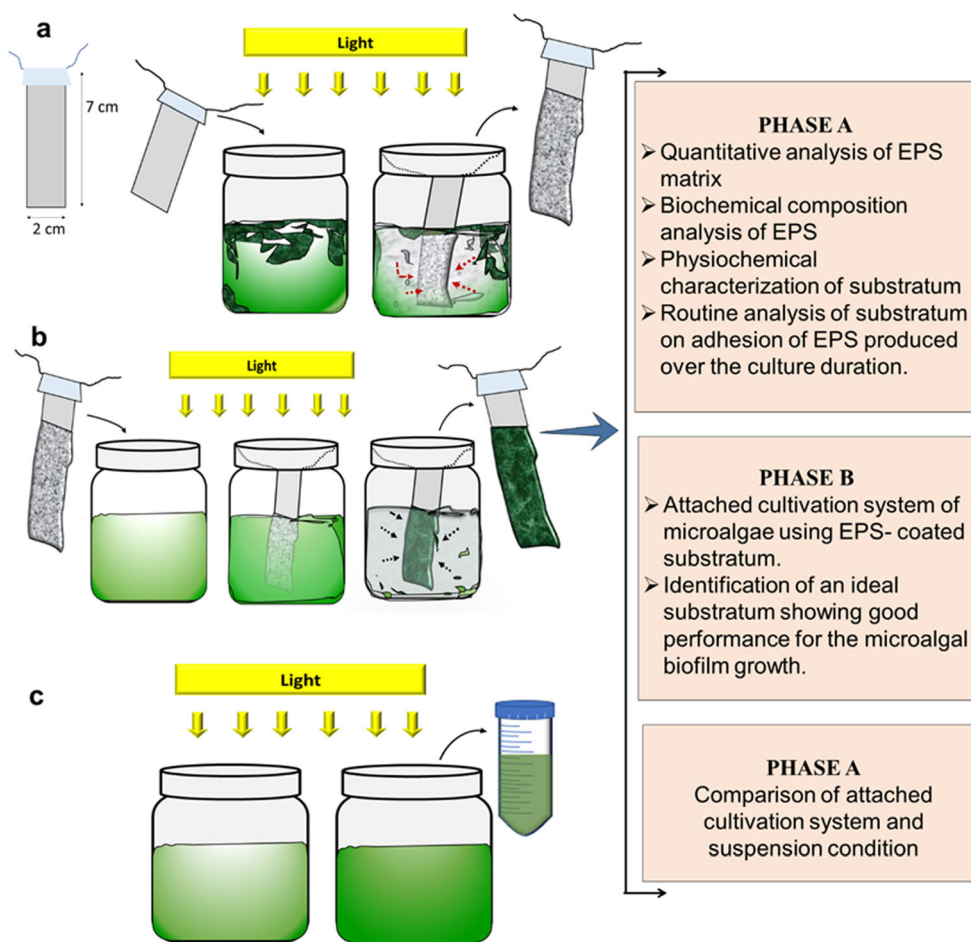 a
Light
7 cm
2 cm
b
Light
c
Light
PHASE A
➢ Quantitative analysis of EPS
matrix
➢ Biochemical composition
analysis of EPS
➢ Physiochemical
characterization of substratum
➢ Routine analysis of substratum
on adhesion of EPS produced
over the culture duration.
PHASE B
➢ Attached cultivation system of
microalgae using EPS- coated
substratum.
➢ Identification of an ideal
substratum showing good
performance for the microalgal
biofilm growth.
PHASE A
Comparison of attached
cultivation system and
suspension condition